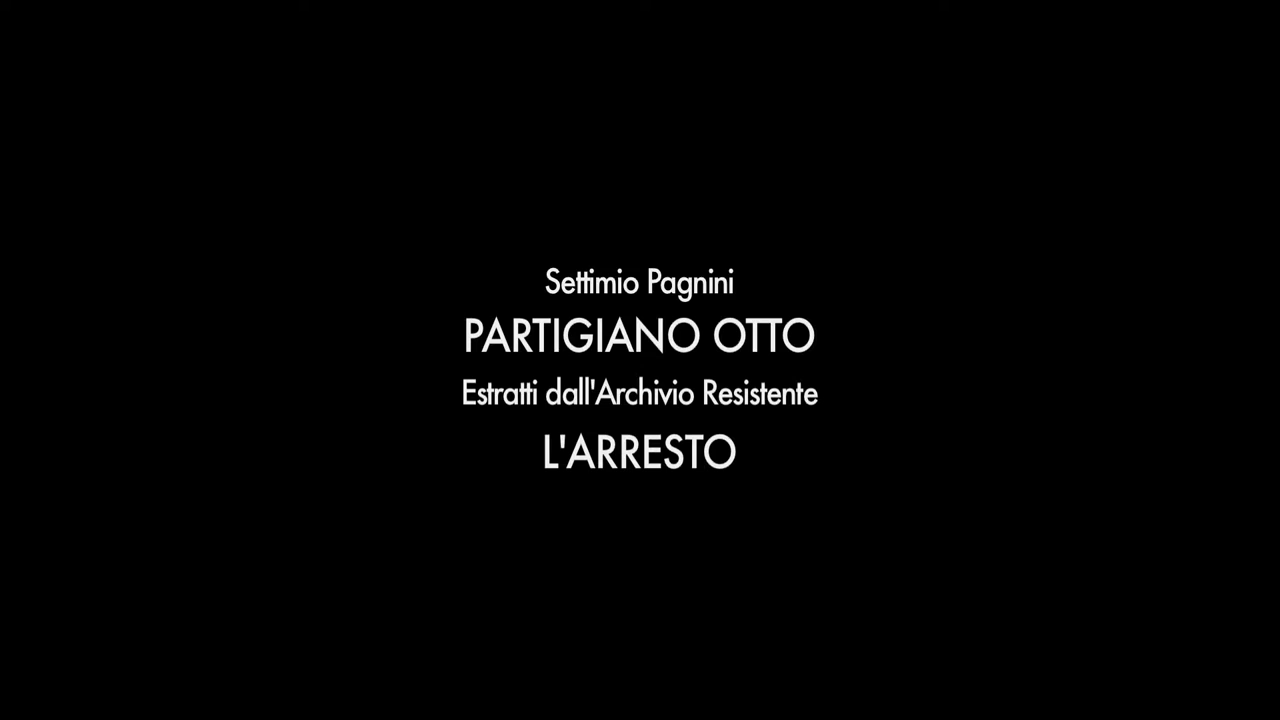 Settimio Pagnini
PARTIGIANO OTTO
Estratti dall'Archivio Resistente
L'ARRESTO